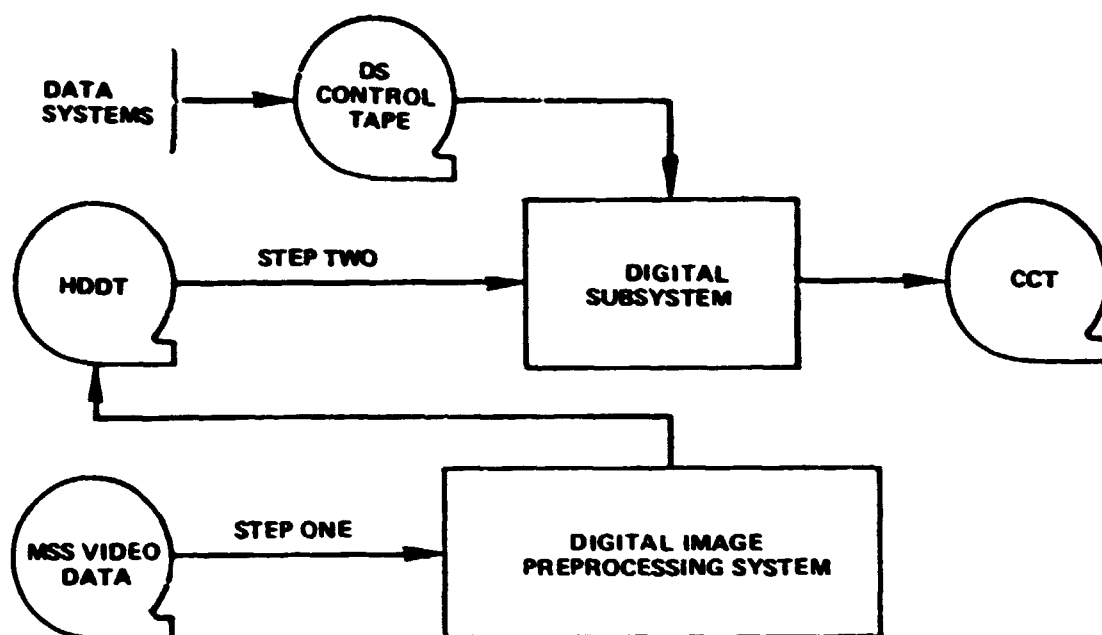 DATA
SYSTEMS
DS
CONTROL
TAPE
HDDT
STEP TWO
DIGITAL
SUBSYSTEM
CCT
MSS VIDEO
DATA
STEP ONE
DIGITAL IMAGE
PREPROCESSING SYSTEM